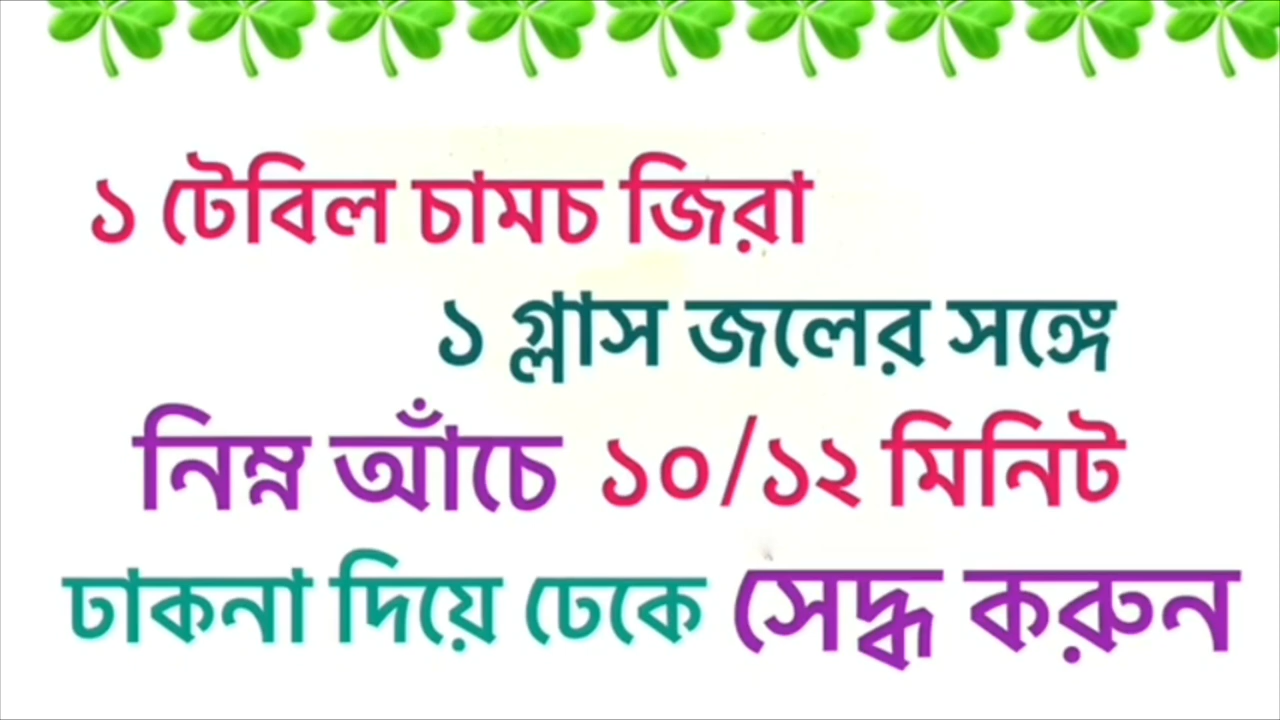 ১ টেবিল চামচ জিরা
১ গ্লাস জলের সঙ্গে
নিম্ন আঁচে ১০/১২ মিনিট
ঢাকনা দিয়ে ঢেকে সেদ্ধ করুন